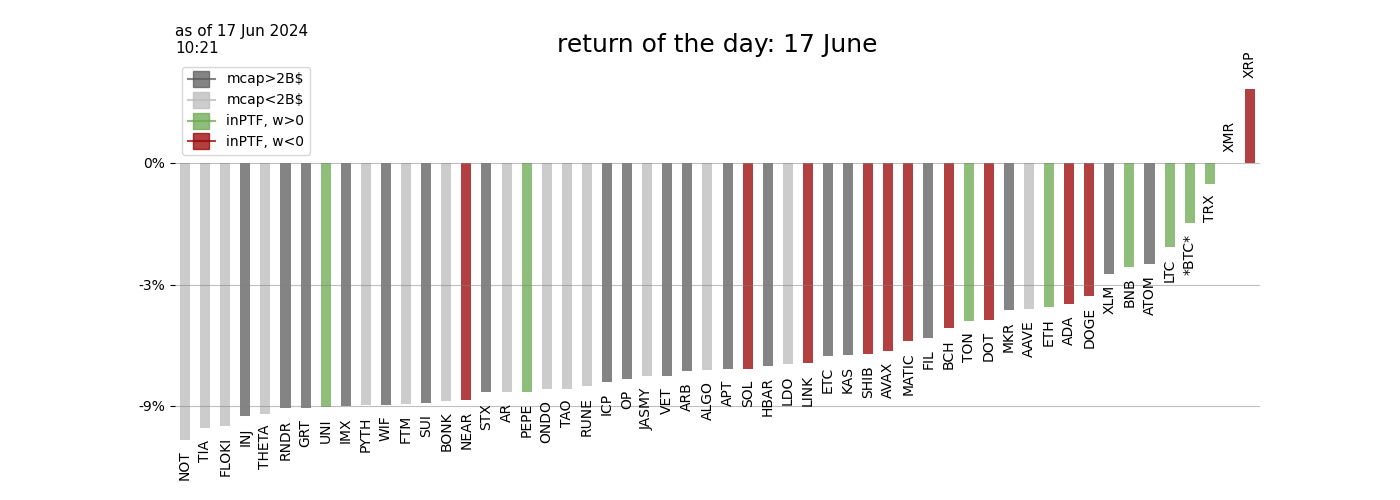 as of 17 Jun 2024
10:21
return of the day: 17 June
mcap>2B$
mcap<2B$
inPTF, w>0
inPTF, w<0
0%
-3%
-9%
NOT
TIA
FLOKI
INJ
THETA
RNDR
GRT
UNI
IMX
PYTH
WIF
FTM
SUI
BONK
NEAR
STX
AR
PEPE
ONDO
TAO
RUNE
ICP
OP
JASMY
VET
ARB
ALGO
APT
SOL
HBAR
LDO
LINK
ETC
KAS
SHIB
AVAX
MATIC
FIL
BCH
TON
DOT
MKR
AAVE
ETH
ADA
DOGE
XLM
BNB
ATOM
LTC
*BTC*
TRX
XMR
XRP